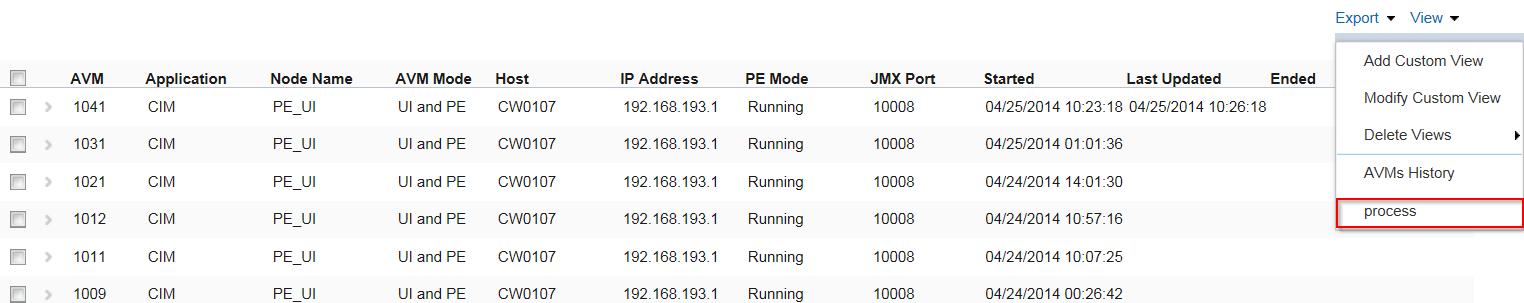 Export View
Add Custom View
Modify Custom View
Delete Views
AVMs History
process
AVM Application Node Name AVM Mode Host IP Address PE Mode JMX Port Started Last Updated Ended
1041 CIM PE_UI UI and PE CW0107 192.168.193.1 Running 10008 04/25/2014 10:23:18 04/25/2014 10:26:18
1031 CIM PE_UI UI and PE CW0107 192.168.193.1 Running 10008 04/25/2014 01:01:36
1021 CIM PE_UI UI and PE CW0107 192.168.193.1 Running 10008 04/24/2014 14:01:30
1012 CIM PE_UI UI and PE CW0107 192.168.193.1 Running 10008 04/24/2014 10:57:16
1011 CIM PE_UI UI and PE CW0107 192.168.193.1 Running 10008 04/24/2014 10:07:25
1009 CIM PE_UI UI and PE CW0107 192.168.193.1 Running 10008 04/24/2014 00:26:42